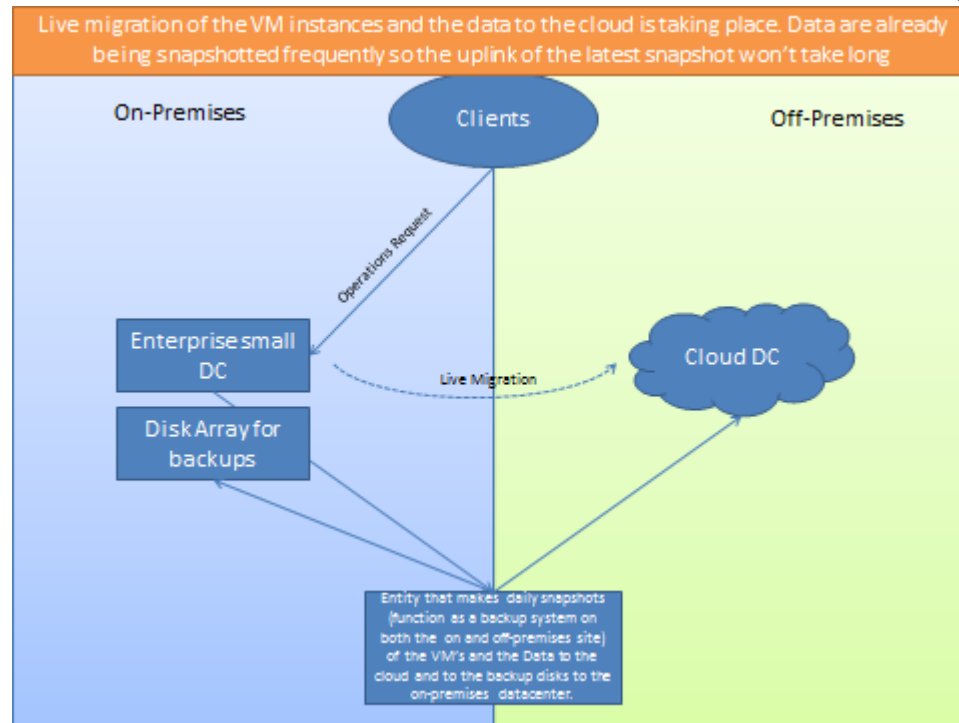 Live migration of the VM instances and the data to the cloud is taking place. Data are already
being snapshotted frequently so the uplink of the latest snapshot won't take long
On-Premises
Clients
Off-Premises
Operations Request
Enterprise small
DC
Live Migration
Cloud DC
Disk Array for
backups
Entity that makes daily snapshots
(function as a backup system on
both the on and off-premises site)
of the VM's and the Data to the
cloud and to the backup disks to the
on-premises datacenter.